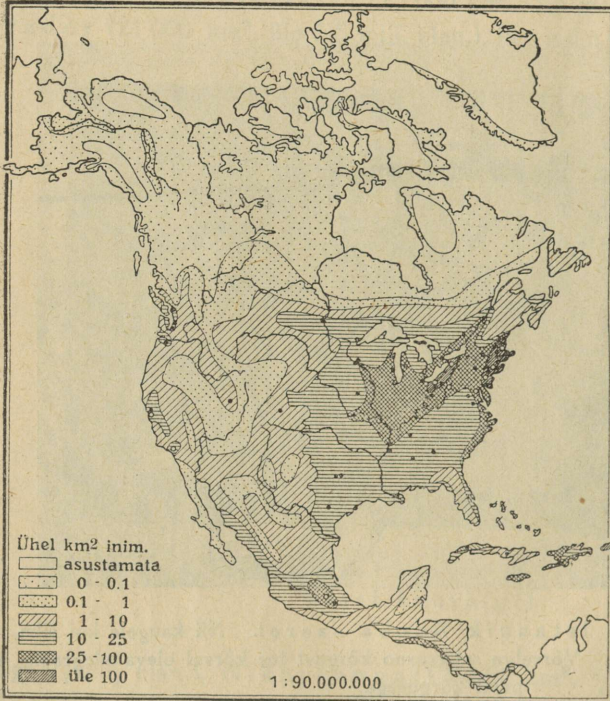 Ühel km² inim.
asustamata
0 - 0.1
0.1 - 1
1 - 10
10 - 25
25 - 100
üle 100
1 : 90.000.000